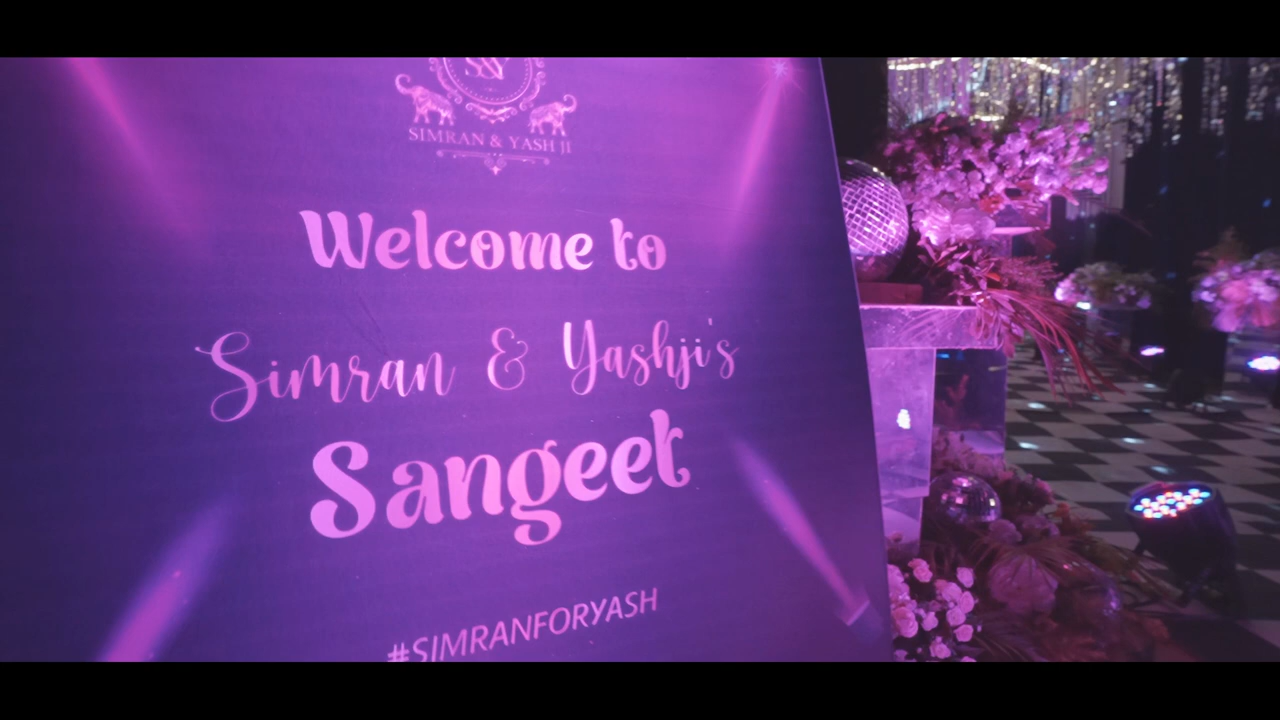 SIMRAN & YASH JI
Welcome to
Simran & Yashji's
Sangeet
#SIMRANFORYASH